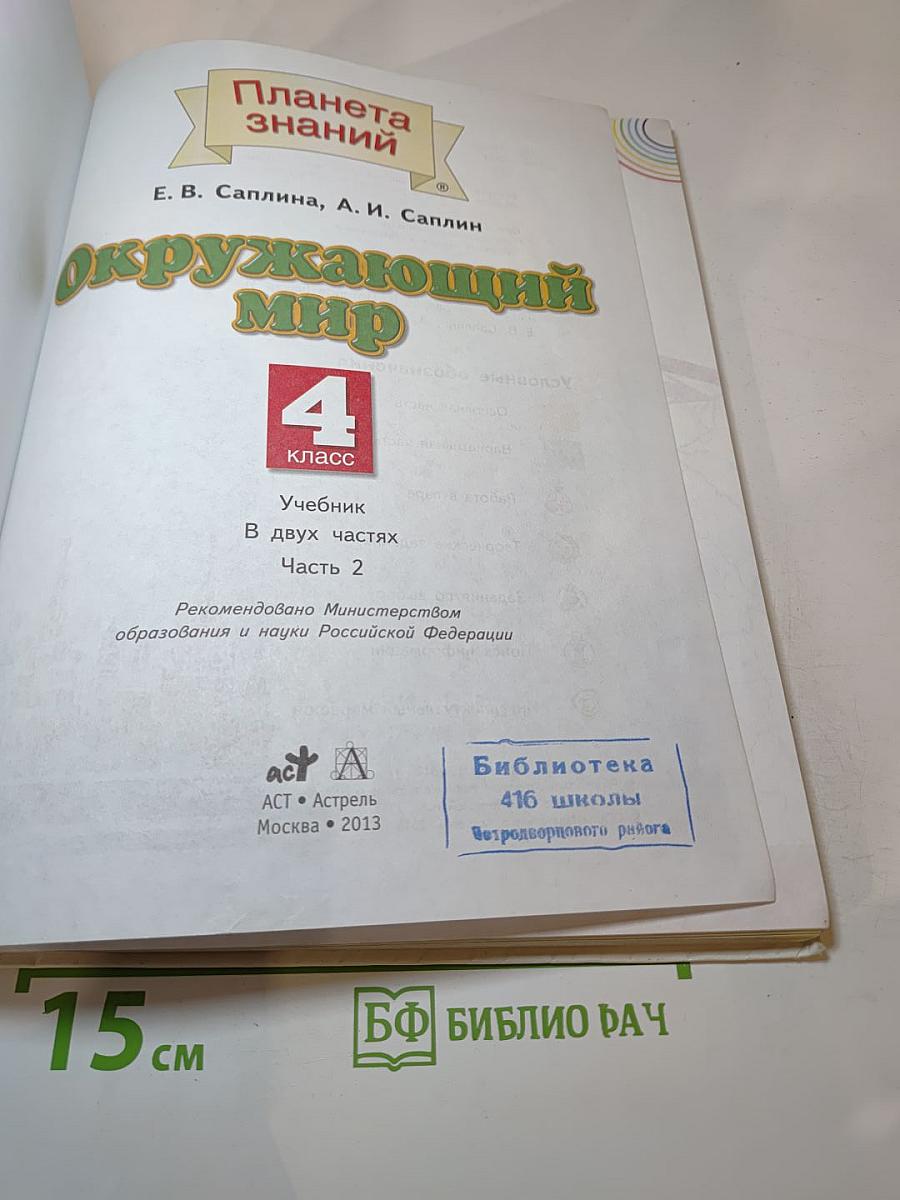 Планета
знаний
®
Е. В. Саплина, А. И. Саплин
Окружающий
мир
4
класс
Учебник
В двух частях
Часть 2
Рекомендовано Министерством
образования и науки Российской Федерации
аст А
АСТ • Астрель
Москва • 2013
Библиотека
416 школы
Петродворцового района
15 см
БФ БИБЛИО